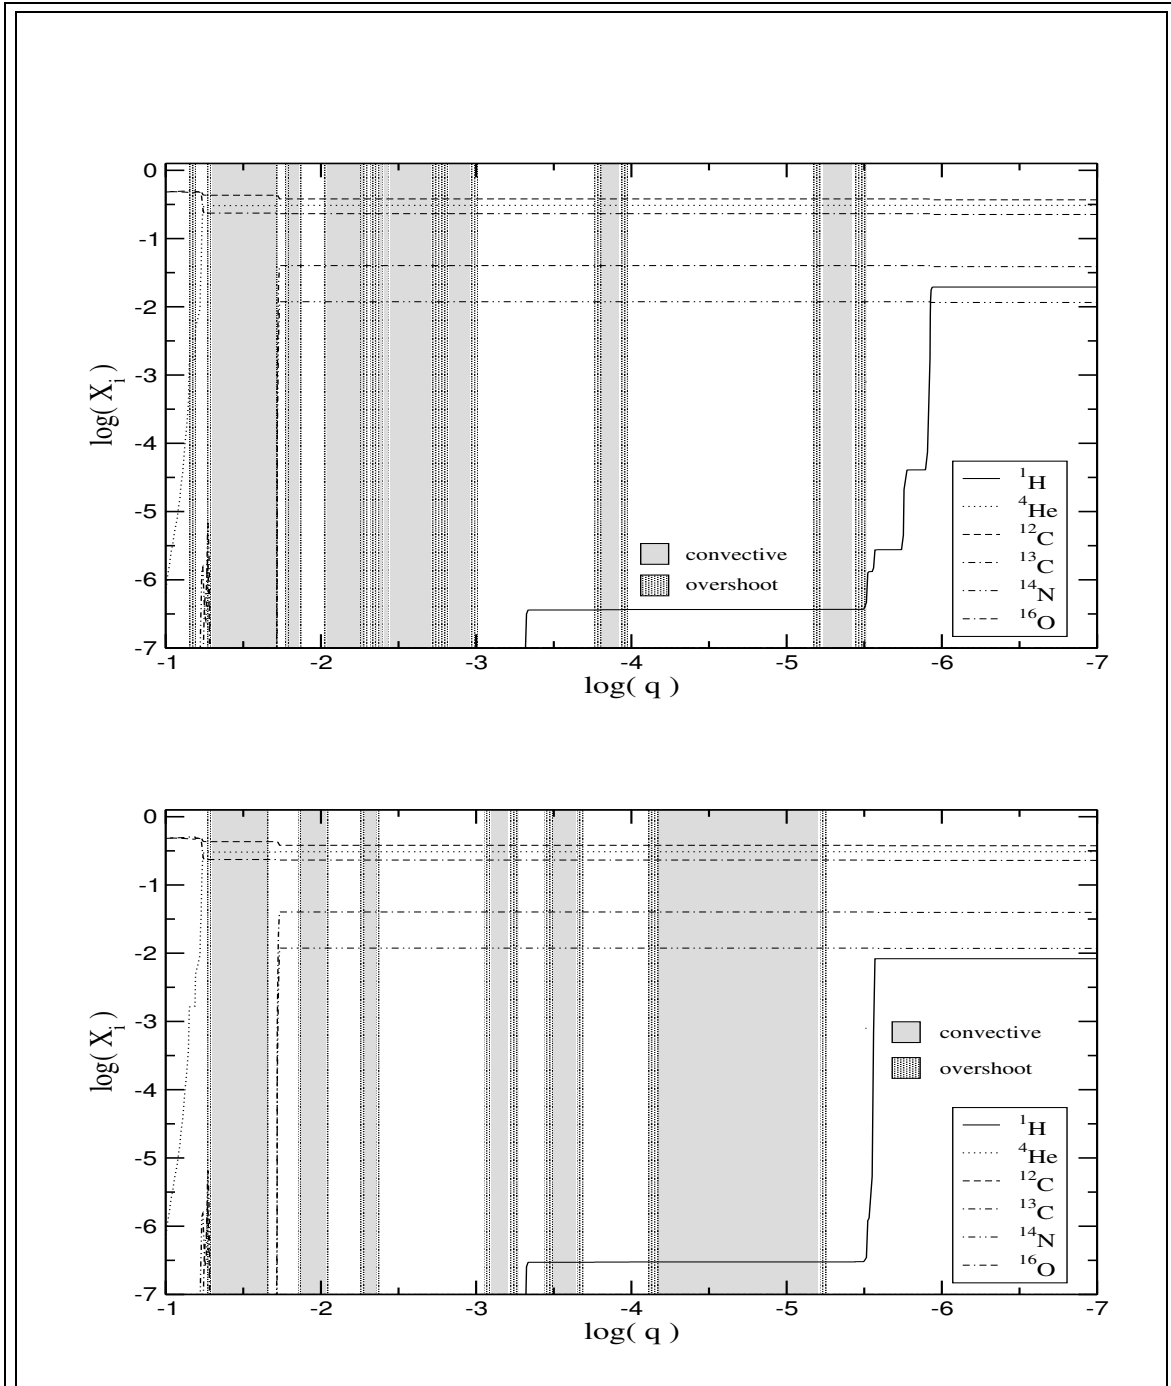 0
-1
-2
-3
-4
-5
-6
-7
log( X_i )
-1 -2 -3 -4 -5 -6 -7
log( q )
convective
overshoot
¹H
⁴He
¹²C
¹³C
¹⁴N
¹⁶O
0
-1
-2
-3
-4
-5
-6
-7
log( X_i )
-1 -2 -3 -4 -5 -6 -7
log( q )
convective
overshoot
¹H
⁴He
¹²C
¹³C
¹⁴N
¹⁶O